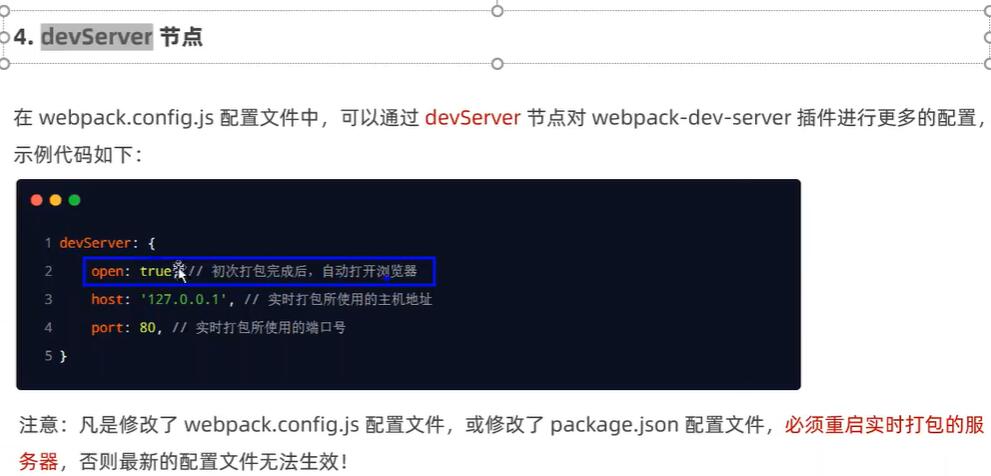 4. devServer 节点
在 webpack.config.js 配置文件中，可以通过 devServer 节点对 webpack-dev-server 插件进行更多的配置，
示例代码如下：
1 devServer: {
2 open: true, // 初次打包完成后，自动打开浏览器
3 host: '127.0.0.1', // 实时打包所使用的主机地址
4 port: 80, // 实时打包所使用的端口号
5 }
注意：凡是修改了 webpack.config.js 配置文件，或修改了 package.json 配置文件，必须重启实时打包的服
务器，否则最新的配置文件无法生效！